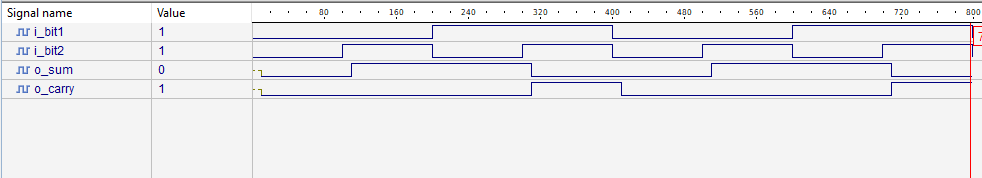 Signal name Value 80 160 240 320 400 480 560 640 720 800
i_bit1 1
i_bit2 1
o_sum 0
o_carry 1